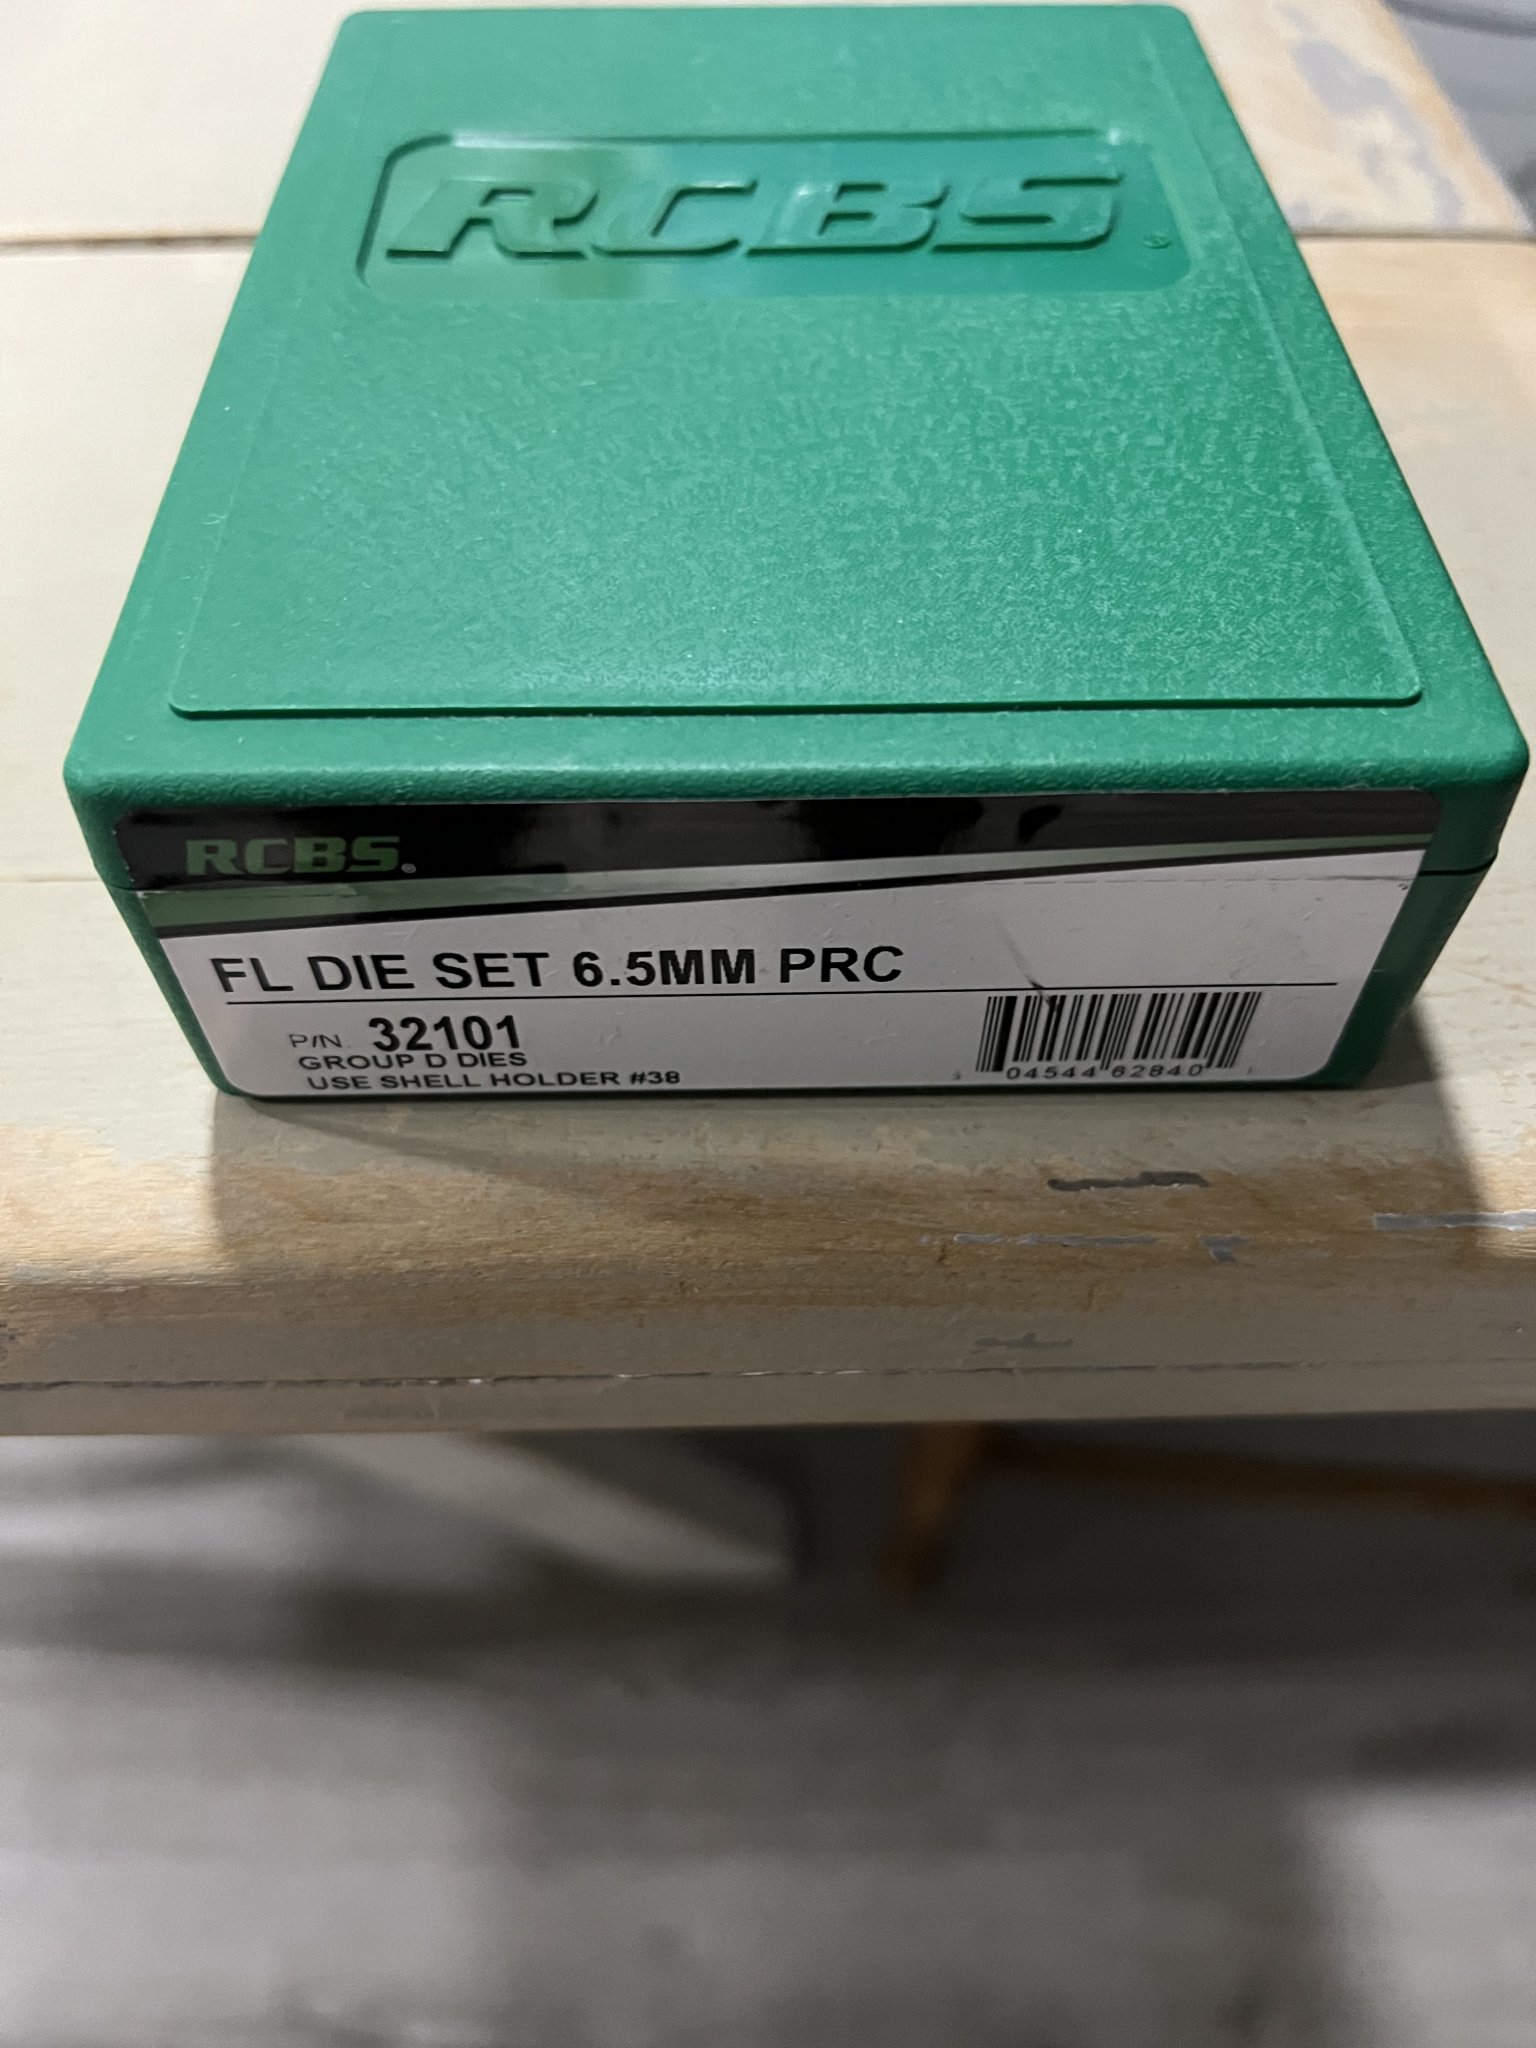 RCBS®
RCBS®
FL DIE SET 6.5MM PRC
P/N. 32101
GROUP D DIES
USE SHELL HOLDER #38
04544 62840